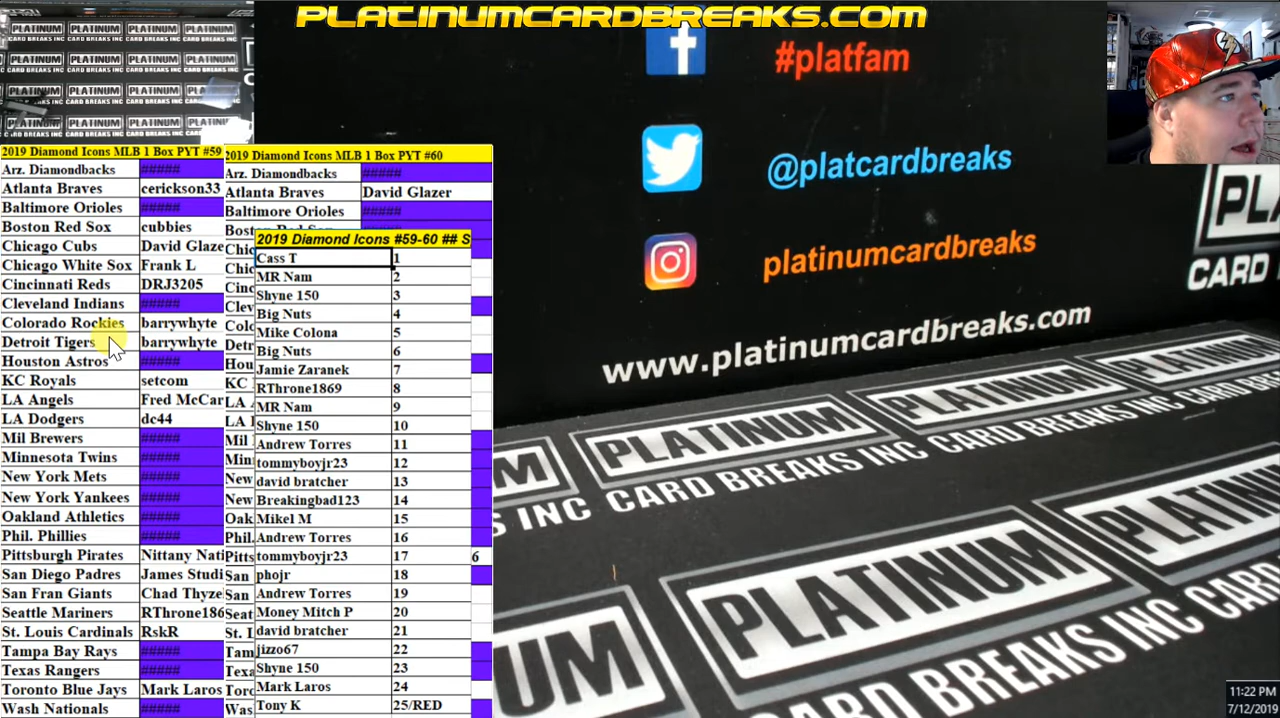 PLATINUMCARDBREAKS.COM
#platfam
@platcardbreaks
platinumcardbreaks
www.platinumcardbreaks.com
2019 Diamond Icons MLB 1 Box PYT #59
Arz. Diamondbacks #####
Atlanta Braves cerickson33
Baltimore Orioles #####
Boston Red Sox cubbies
Chicago Cubs David Glaze
Chicago White Sox Frank L
Cincinnati Reds DRJ3205
Cleveland Indians #####
Colorado Rockies barrywhyte
Detroit Tigers barrywhyte
Houston Astros #####
KC Royals setcom
LA Angels Fred McCar
LA Dodgers dc44
Mil Brewers #####
Minnesota Twins #####
New York Mets #####
New York Yankees #####
Oakland Athletics #####
Phil. Phillies #####
Pittsburgh Pirates Nittany Nati
San Diego Padres James Studi
San Fran Giants Chad Thyze
Seattle Mariners RThrone186
St. Louis Cardinals RskR
Tampa Bay Rays #####
Texas Rangers #####
Toronto Blue Jays Mark Laros
Wash Nationals #####
2019 Diamond Icons MLB 1 Box PYT #60
Arz. Diamondbacks #####
Atlanta Braves David Glazer
Baltimore Orioles #####
2019 Diamond Icons #59-60 ## S
Cass T 1
MR Nam 2
Shyne 150 3
Big Nuts 4
Mike Colona 5
Big Nuts 6
Jamie Zaranek 7
RThrone1869 8
MR Nam 9
Shyne 150 10
Andrew Torres 11
tommyboyjr23 12
david bratcher 13
Breakingbad123 14
Mikel M 15
Andrew Torres 16
tommyboyjr23 17
phojr 18
Andrew Torres 19
Money Mitch P 20
david bratcher 21
jizzo67 22
Shyne 150 23
Mark Laros 24
Tony K 25/RED
PLATINUM
CARD BREAKS INC
11:22 PM
7/12/2019